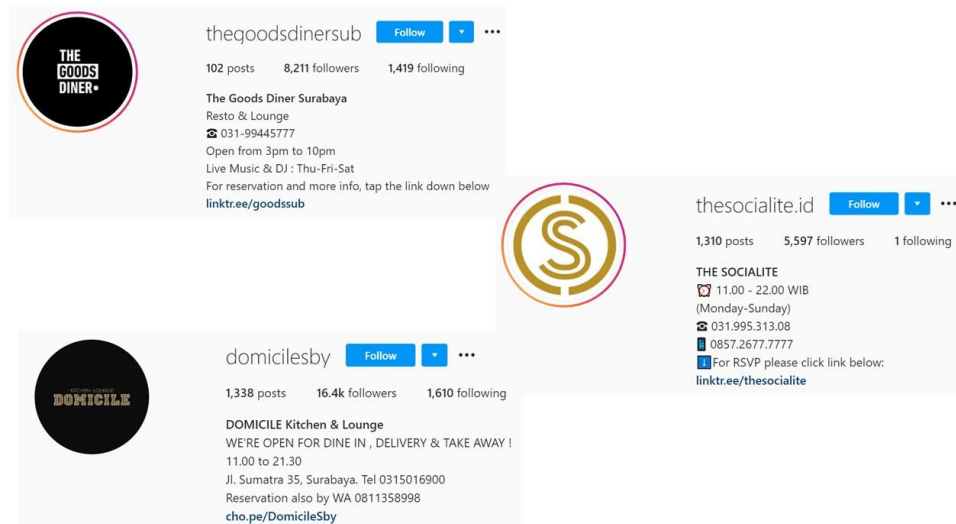 THE
GOODS
DINER•
thegoodsdinersub Follow
102 posts 8,211 followers 1,419 following
The Goods Diner Surabaya
Resto & Lounge
☎ 031-99445777
Open from 3pm to 10pm
Live Music & DJ : Thu-Fri-Sat
For reservation and more info, tap the link down below
linktr.ee/goodssub
thesocialite.id Follow
1,310 posts 5,597 followers 1 following
THE SOCIALITE
⏰ 11.00 - 22.00 WIB
(Monday-Sunday)
☎ 031.995.313.08
📱 0857.2677.7777
⬇️For RSVP please click link below:
linktr.ee/thesocialite
·KITCHEN·LOUNGE·
DOMICILE
domicilesby Follow
1,338 posts 16.4k followers 1,610 following
DOMICILE Kitchen & Lounge
WE'RE OPEN FOR DINE IN , DELIVERY & TAKE AWAY !
11.00 to 21.30
Jl. Sumatra 35, Surabaya. Tel 0315016900
Reservation also by WA 0811358998
cho.pe/DomicileSby